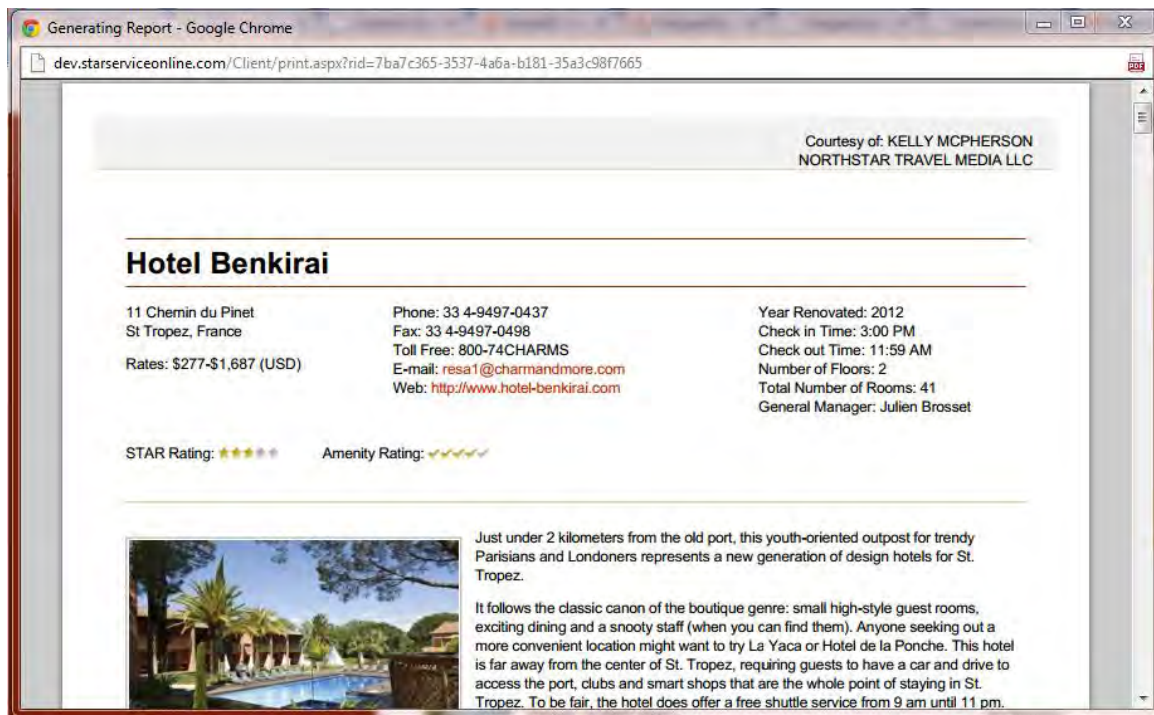 Generating Report - Google Chrome
dev.starserviceonline.com/Client/print.aspx?rid=7ba7c365-3537-4a6a-b181-35a3c98f7665
PDF
Courtesy of: KELLY MCPHERSON
NORTHSTAR TRAVEL MEDIA LLC
Hotel Benkirai
11 Chemin du Pinet
St Tropez, France
Rates: $277-$1,687 (USD)
Phone: 33 4-9497-0437
Fax: 33 4-9497-0498
Toll Free: 800-74CHARMS
E-mail: resa1@charmandmore.com
Web: http://www.hotel-benkirai.com
Year Renovated: 2012
Check in Time: 3:00 PM
Check out Time: 11:59 AM
Number of Floors: 2
Total Number of Rooms: 41
General Manager: Julien Brosset
STAR Rating:
Amenity Rating:
Just under 2 kilometers from the old port, this youth-oriented outpost for trendy
Parisians and Londoners represents a new generation of design hotels for St.
Tropez.
It follows the classic canon of the boutique genre: small high-style guest rooms,
exciting dining and a snooty staff (when you can find them). Anyone seeking out a
more convenient location might want to try La Yaca or Hotel de la Ponche. This hotel
is far away from the center of St. Tropez, requiring guests to have a car and drive to
access the port, clubs and smart shops that are the whole point of staying in St.
Tropez. To be fair, the hotel does offer a free shuttle service from 9 am until 11 pm.